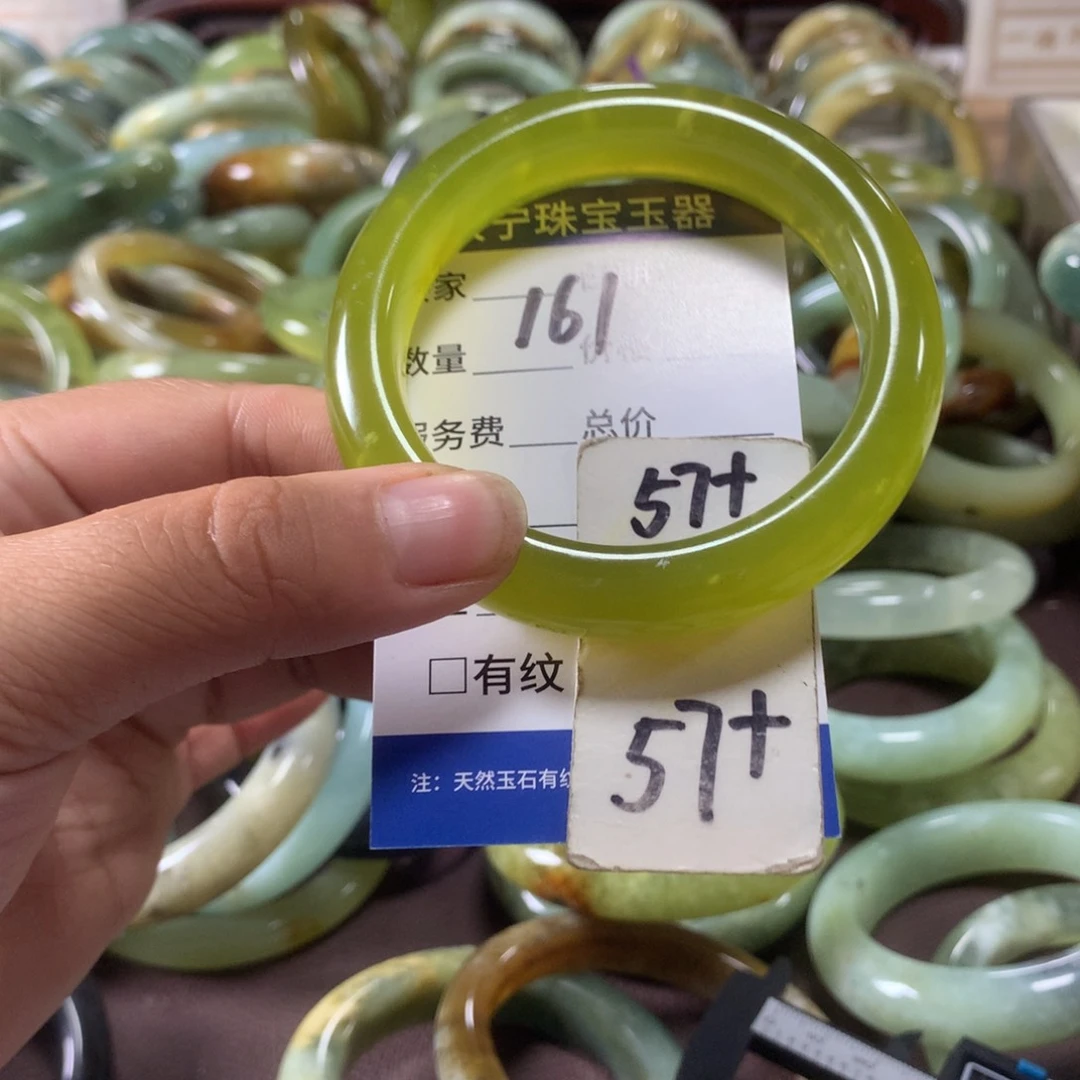 宁珠宝玉器
家
161
数量
服务费 总价
57+
□有纹
57+
注：天然玉石有纹